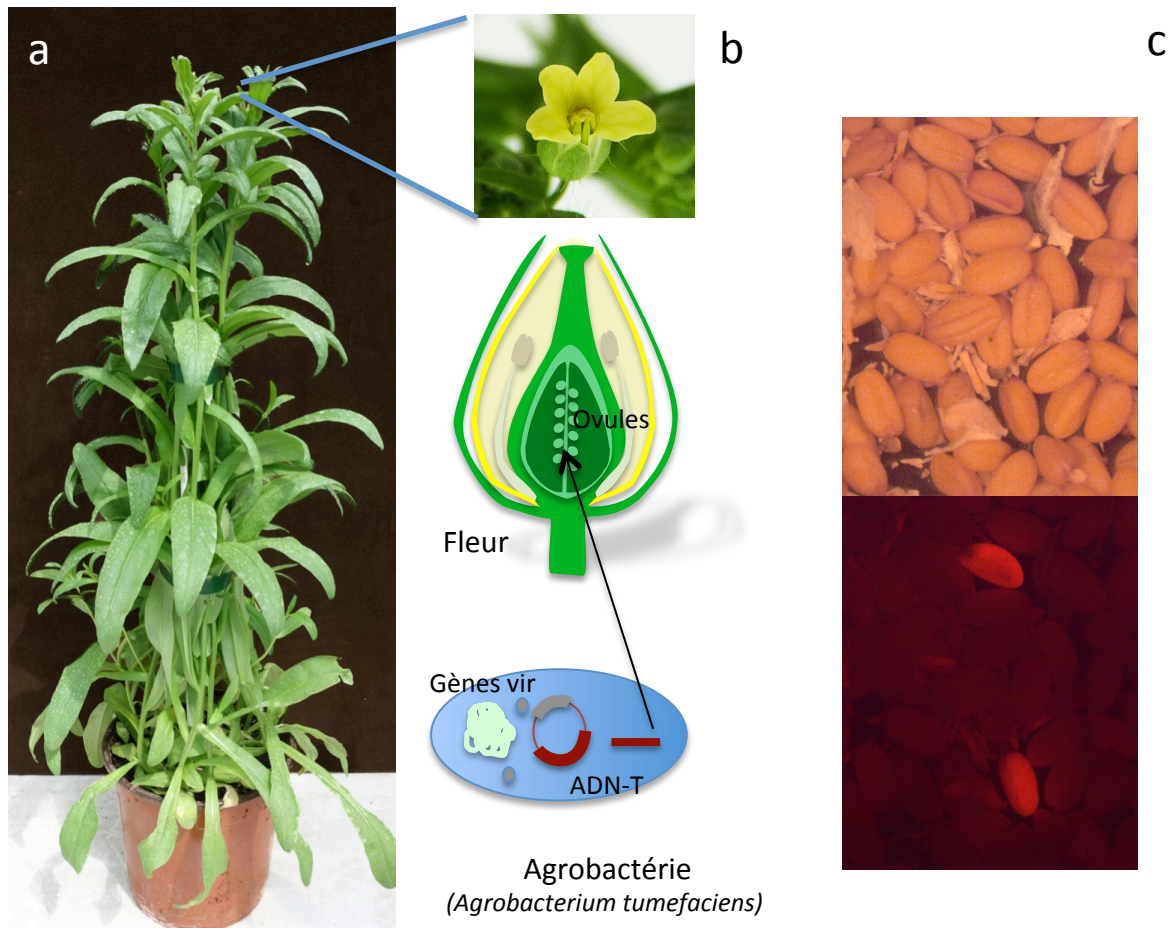 a
b
c
Ovules
Fleur
Gènes vir
ADN-T
Agrobactérie
(Agrobacterium tumefaciens)